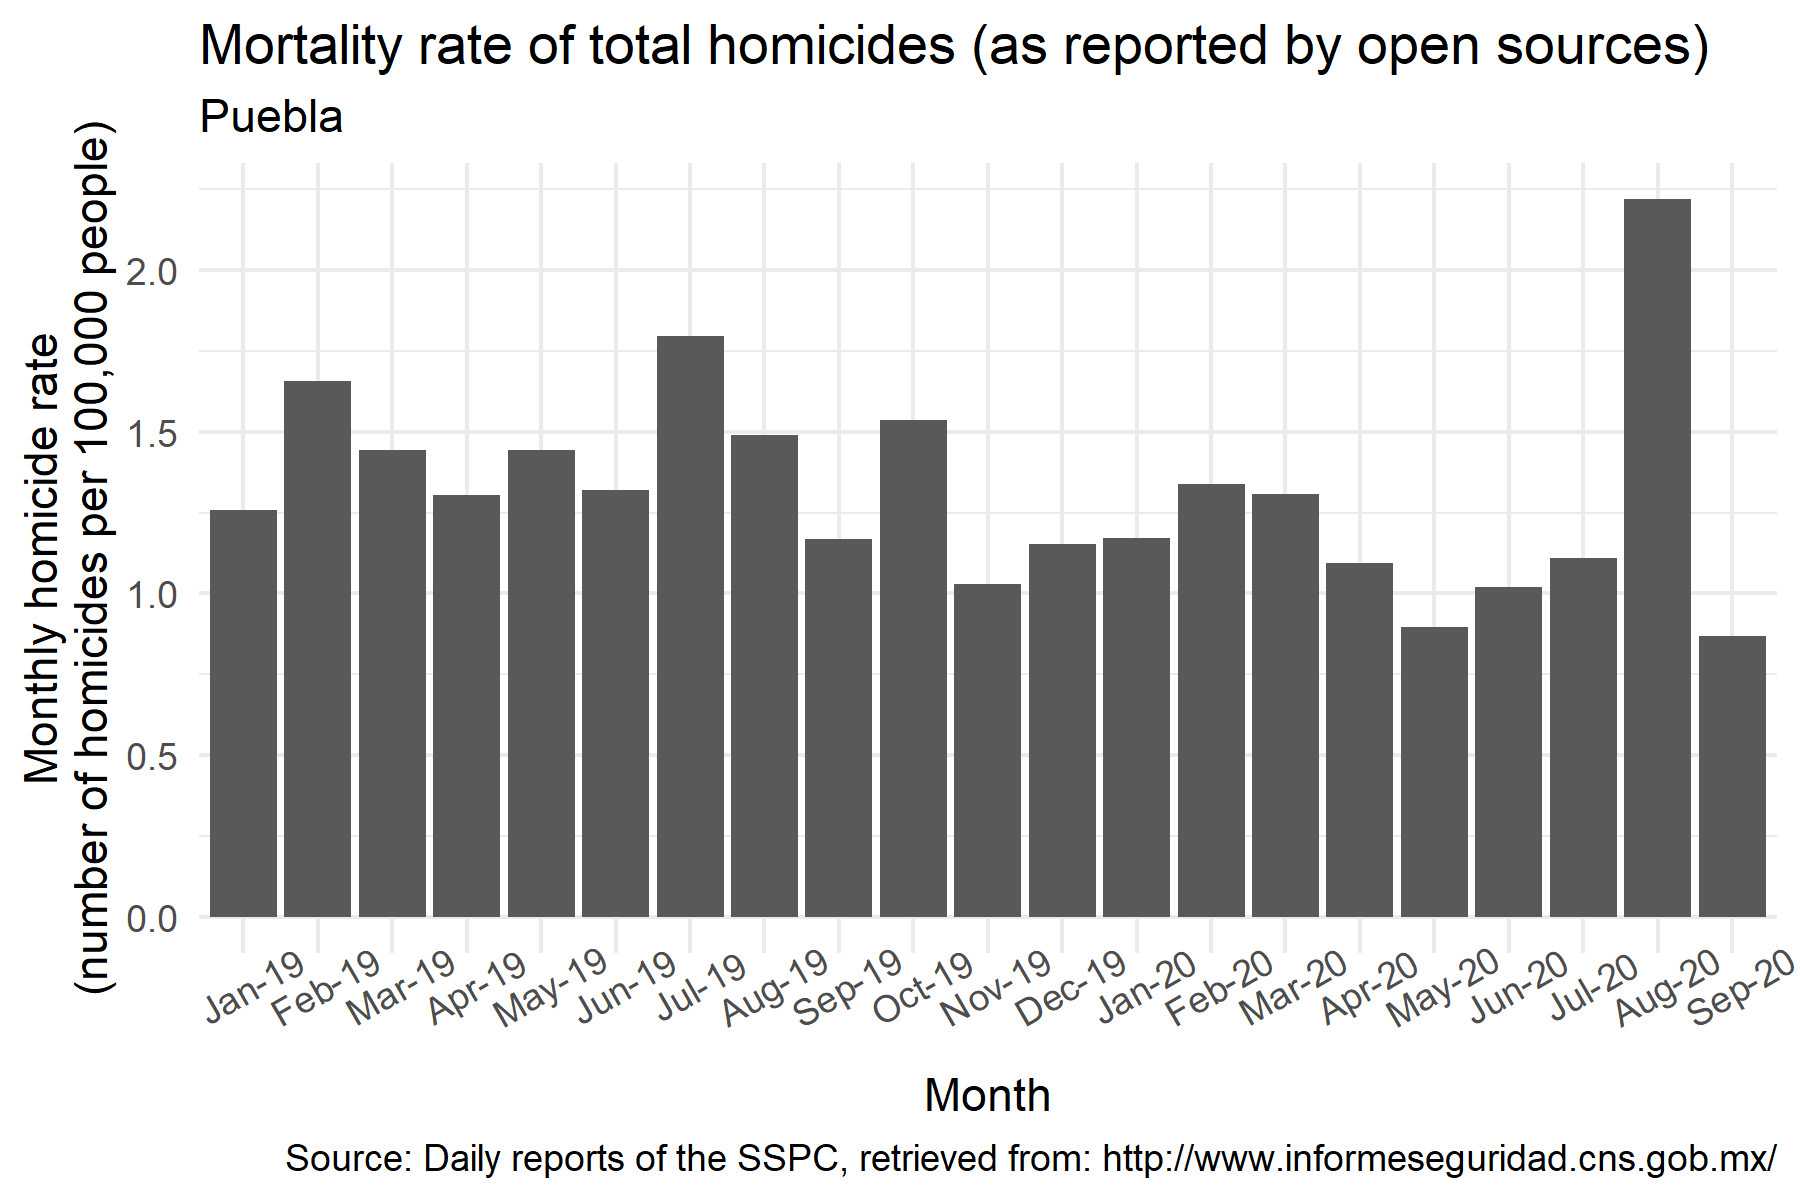 Mortality rate of total homicides (as reported by open sources)
Puebla
Monthly homicide rate
(number of homicides per 100,000 people)
2.0
1.5
1.0
0.5
0.0
Jan-19
Feb-19
Mar-19
Apr-19
May-19
Jun-19
Jul-19
Aug-19
Sep-19
Oct-19
Nov-19
Dec-19
Jan-20
Feb-20
Mar-20
Apr-20
May-20
Jun-20
Jul-20
Aug-20
Sep-20
Month
Source: Daily reports of the SSPC, retrieved from: http://www.informeseguridad.cns.gob.mx/